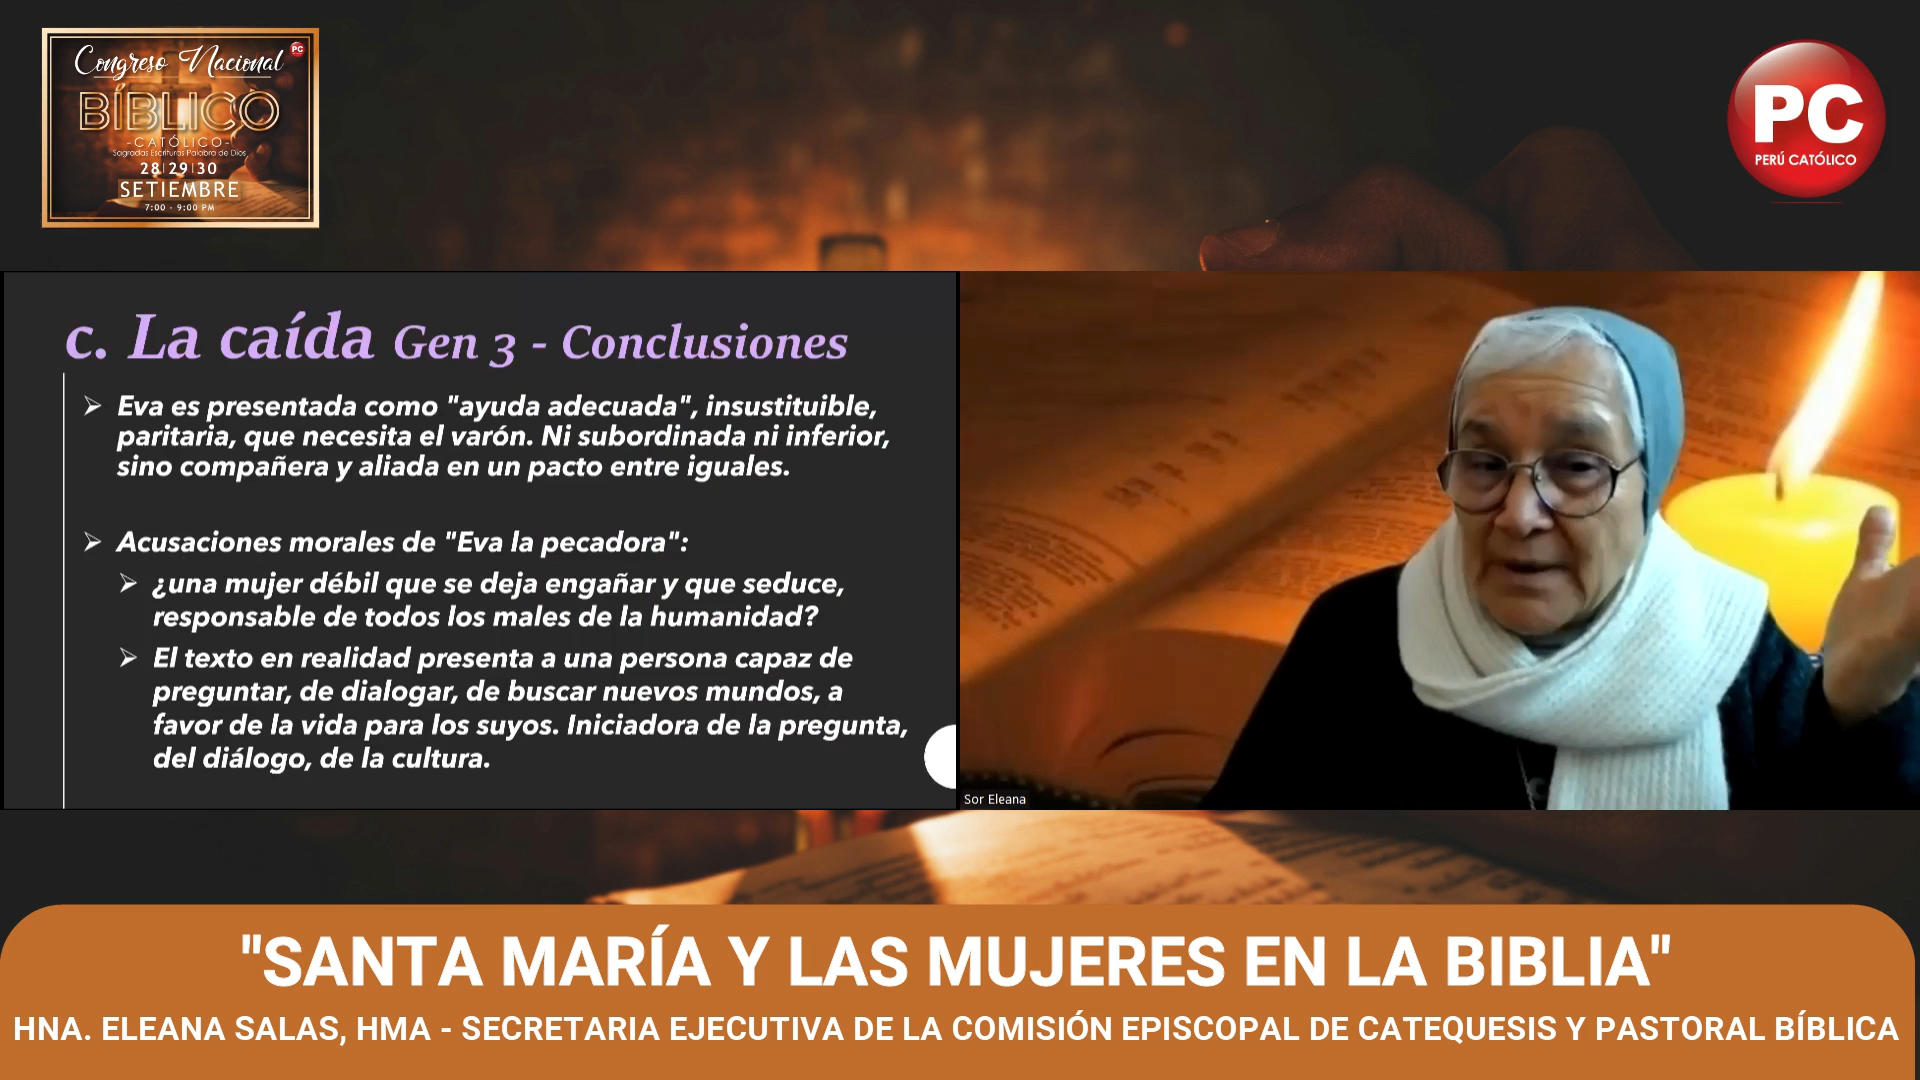 Congreso Nacional
PC
BÍBLICO
-CATÓLICO-
Sagradas Escrituras Palabra de Dios
28|29|30
SETIEMBRE
7:00 - 9:00 PM
PC
PERÚ CATÓLICO
c. La caída Gen 3 - Conclusiones
Eva es presentada como "ayuda adecuada", insustituible,
paritaria, que necesita el varón. Ni subordinada ni inferior,
sino compañera y aliada en un pacto entre iguales.
Acusaciones morales de "Eva la pecadora":
¿una mujer débil que se deja engañar y que seduce,
responsable de todos los males de la humanidad?
El texto en realidad presenta a una persona capaz de
preguntar, de dialogar, de buscar nuevos mundos, a
favor de la vida para los suyos. Iniciadora de la pregunta,
del diálogo, de la cultura.
Sor Eleana
"SANTA MARÍA Y LAS MUJERES EN LA BIBLIA"
HNA. ELEANA SALAS, HMA - SECRETARIA EJECUTIVA DE LA COMISIÓN EPISCOPAL DE CATEQUESIS Y PASTORAL BÍBLICA